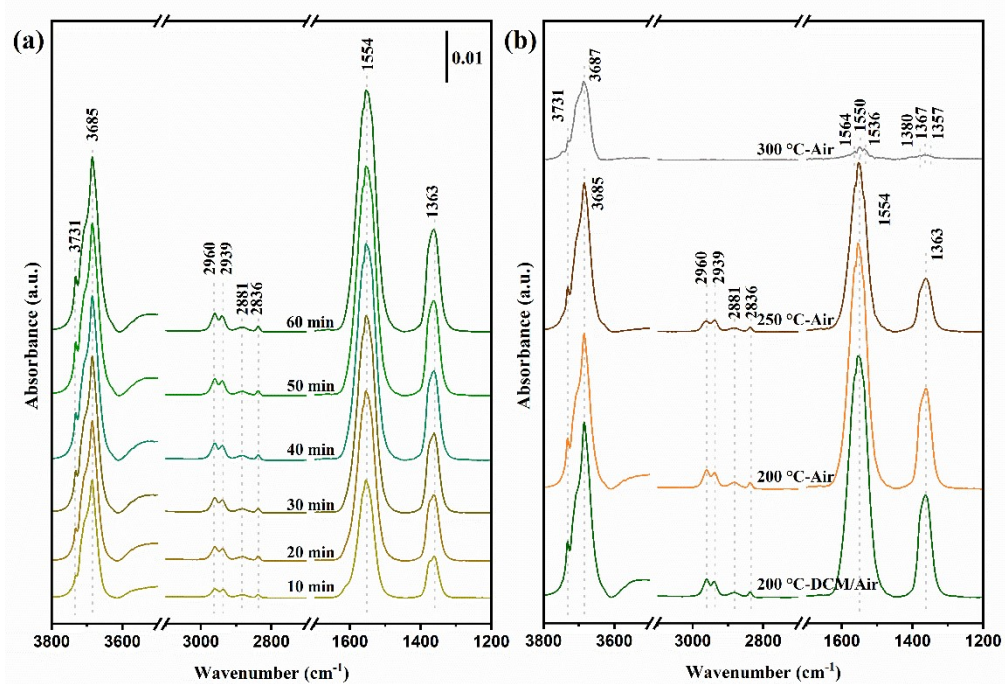 (a)
0.01
3731
3685
2960
2939
2881
2836
1554
1363
60 min
50 min
40 min
30 min
20 min
10 min
3800 3600 3000 2800 1600 1400 1200
Wavenumber (cm-1)
Absorbance (a.u.)
(b)
3731
3687
1564
1550
1536
1380
1367
1357
300 °C-Air
3685
2960
2939
2881
2836
1554
1363
250 °C-Air
200 °C-Air
200 °C-DCM/Air
3800 3600 3000 2800 1600 1400 1200
Wavenumber (cm-1)
Absorbance (a.u.)